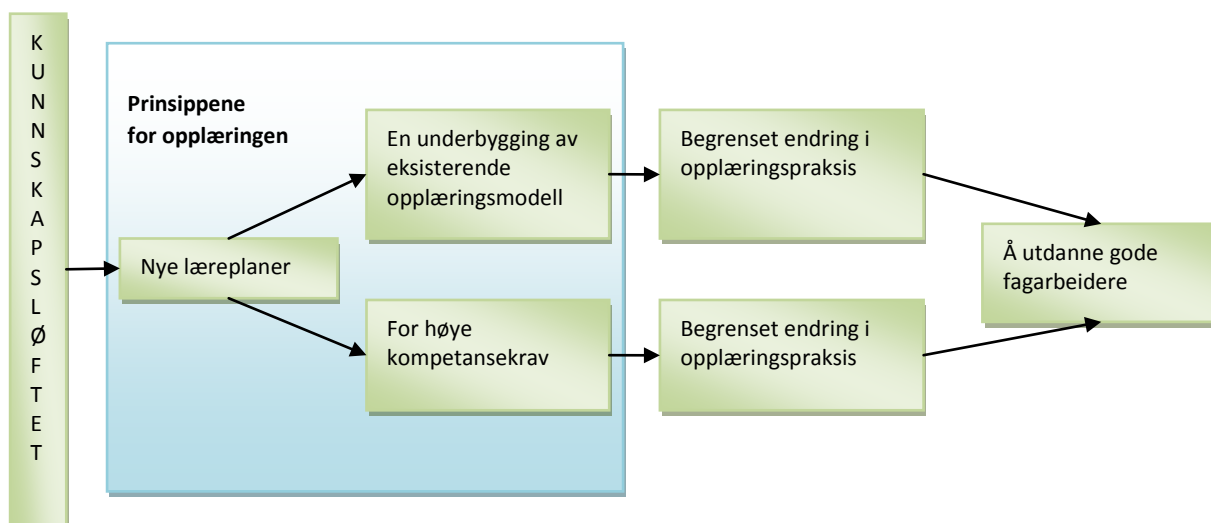 KUNNSKAPSLØFTET
Prinsippene
for opplæringen
Nye læreplaner
En underbygging av
eksisterende
opplæringsmodell
For høye
kompetansekrav
Begrenset endring i
opplæringspraksis
Begrenset endring i
opplæringspraksis
Å utdanne gode
fagarbeidere